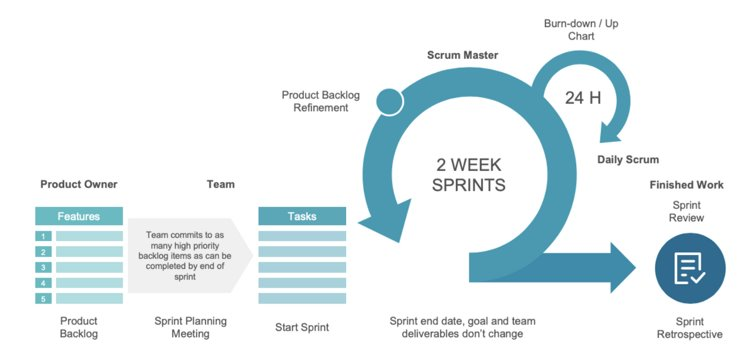 Burn-down / Up
Chart
Scrum Master
Product Backlog
Refinement
24 H
Daily Scrum
2 WEEK
SPRINTS
Product Owner
Team
Finished Work
Features
1
2
3
4
5
Team commits to as
many high priority
backlog items as can be
completed by end of
sprint
Tasks
Sprint
Review
Product
Backlog
Sprint Planning
Meeting
Start Sprint
Sprint end date, goal and team
deliverables don't change
Sprint
Retrospective